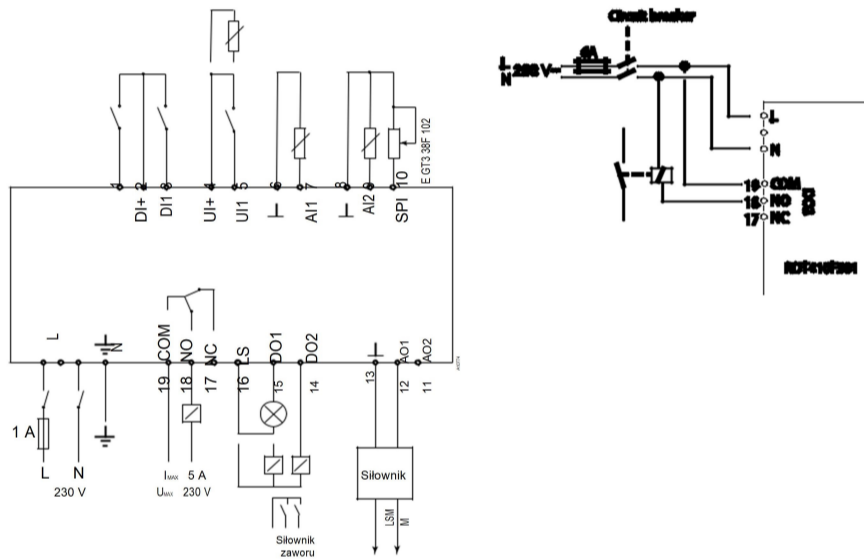 Circuit breaker
L
N
6A
E GT3 38F 102
1
DI+ 2
DI1 3
UI+ 4
UI1 5
6
AI1 7
8
AI2 9
SPI 10
L
N
19 COM
18 NO
17 NC
L
N
19 COM
18 NO
17 NC
16 LS
15 DO1
14 DO2
13
12 AO1
11 AO2
1 A
L
N
230 V
IMAX 5 A
UMAX 230 V
Siłownik
LSM
M
Siłownik
zaworu